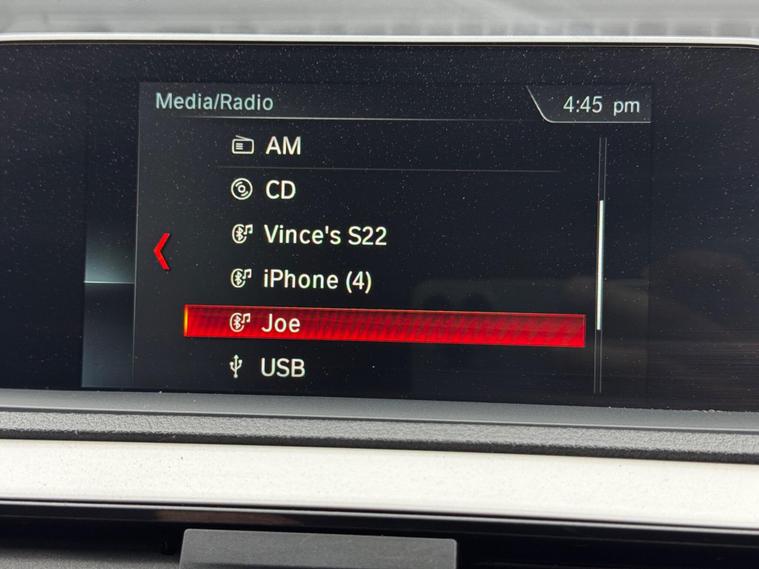 Media/Radio
4:45 pm
AM
CD
Vince's S22
iPhone (4)
Joe
USB